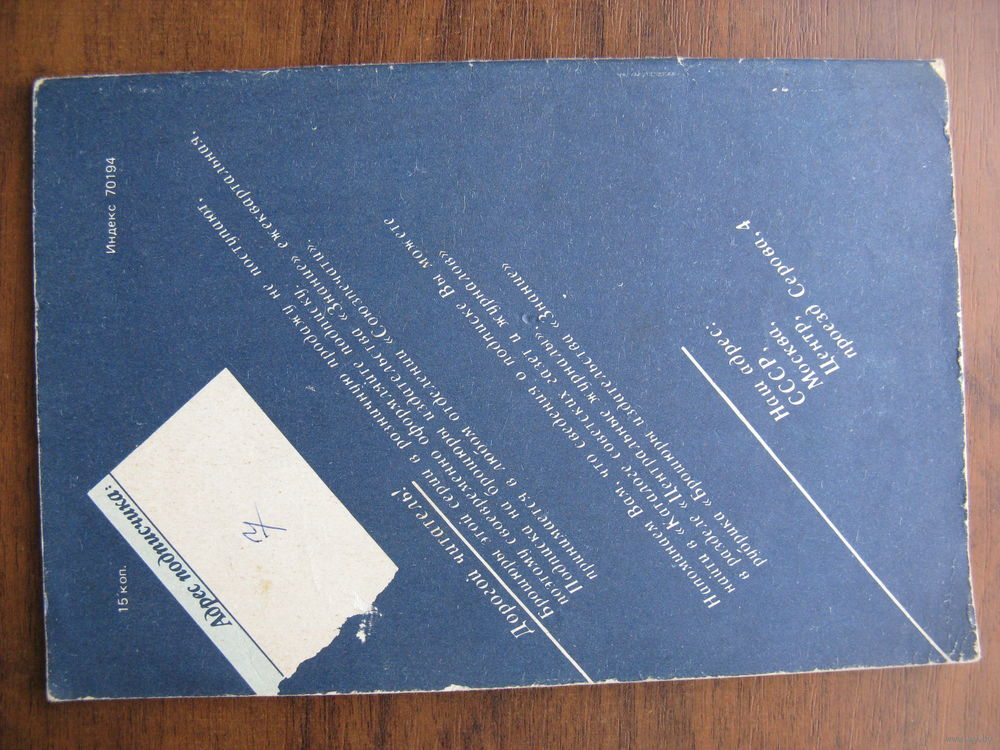 Адрес подписчика:
Дорогой читатель!
Брошюры этой серии в розничную продажу не поступают,
поэтому своевременно оформляйте подписку.
Подписка на брошюры издательства «Знание» ежеквартальная,
принимается в любом отделении «Союзпечати».
Напоминаем Вам, что сведения о подписке Вы можете
найти в «Каталоге советских газет и журналов»
в разделе «Центральные журналы»,
рубрика «Брошюры издательства «Знание»
Наш адрес:
СССР,
Москва,
Центр,
проезд Серова, 4
15 коп.
Индекс 70194